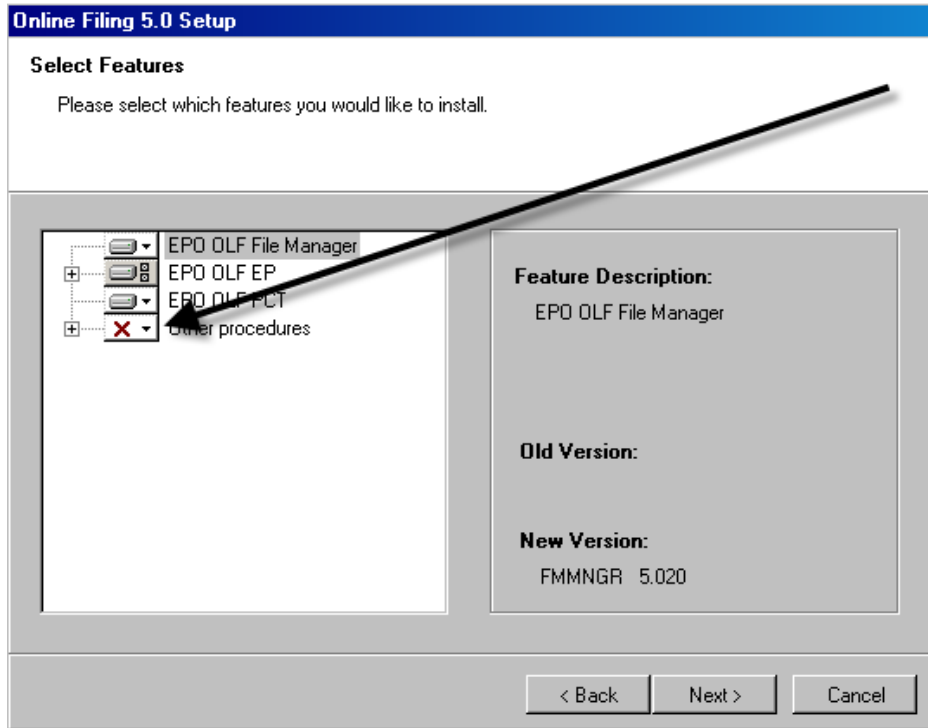 Online Filing 5.0 Setup
Select Features
Please select which features you would like to install.
EPO OLF File Manager
EPO OLF EP
EPO OLF PCT
Other procedures
Feature Description:
EPO OLF File Manager
Old Version:
New Version:
FMMNGR 5.020
< Back
Next >
Cancel